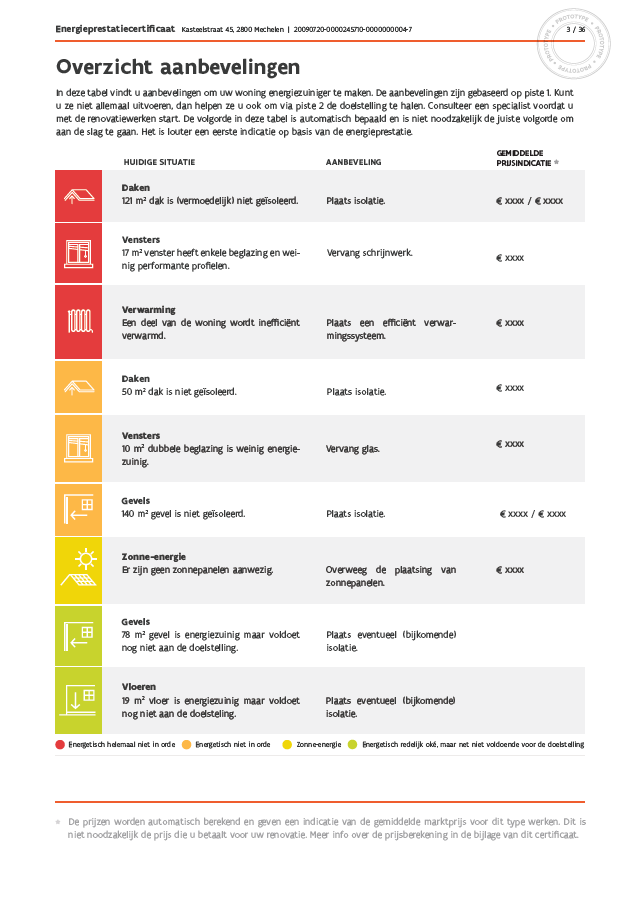 Energieprestatiecertificaat Kasteelstraat 45, 2800 Mechelen | 20090720-0000245710-0000000004-7 3 / 36
PROTOTYPE • PROTOTYPE • PROTOTYPE • PROTOTYPE
Overzicht aanbevelingen
In deze tabel vindt u aanbevelingen om uw woning energiezuiniger te maken. De aanbevelingen zijn gebaseerd op piste 1. Kunt
u ze niet allemaal uitvoeren, dan helpen ze u ook om via piste 2 de doelstelling te halen. Consulteer een specialist voordat u
met de renovatiewerken start. De volgorde in deze tabel is automatisch bepaald en is niet noodzakelijk de juiste volgorde om
aan de slag te gaan. Het is louter een eerste indicatie op basis van de energieprestatie.
HUIDIGE SITUATIE AANBEVELING GEMIDDELDE
PRIJSINDICATIE *
Daken
121 m² dak is (vermoedelijk) niet geïsoleerd. Plaats isolatie. € xxxx / € xxxx
Vensters
17 m² venster heeft enkele beglazing en wei- Vervang schrijnwerk. € xxxx
nig performante profielen.
Verwarming
Een deel van de woning wordt inefficiënt Plaats een efficiënt verwar- € xxxx
verwarmd. mingssysteem.
Daken
50 m² dak is niet geïsoleerd. Plaats isolatie. € xxxx
Vensters
10 m² dubbele beglazing is weinig energie- Vervang glas. € xxxx
zuinig.
Gevels
140 m² gevel is niet geïsoleerd. Plaats isolatie. € xxxx / € xxxx
Zonne-energie
Er zijn geen zonnepanelen aanwezig. Overweeg de plaatsing van € xxxx
zonnepanelen.
Gevels
78 m² gevel is energiezuinig maar voldoet Plaats eventueel (bijkomende)
nog niet aan de doelstelling. isolatie.
Vloeren
19 m² vloer is energiezuinig maar voldoet Plaats eventueel (bijkomende)
nog niet aan de doelsteling. isolatie.
Energetisch helemaal niet in orde Energetisch niet in orde Zonne-energie Energetisch redelijk oké, maar net niet voldoende voor de doelstelling
* De prijzen worden automatisch berekend en geven een indicatie van de gemiddelde marktprijs voor dit type werken. Dit is
niet noodzakelijk de prijs die u betaalt voor uw renovatie. Meer info over de prijsberekening in de bijlage van dit certificaat.